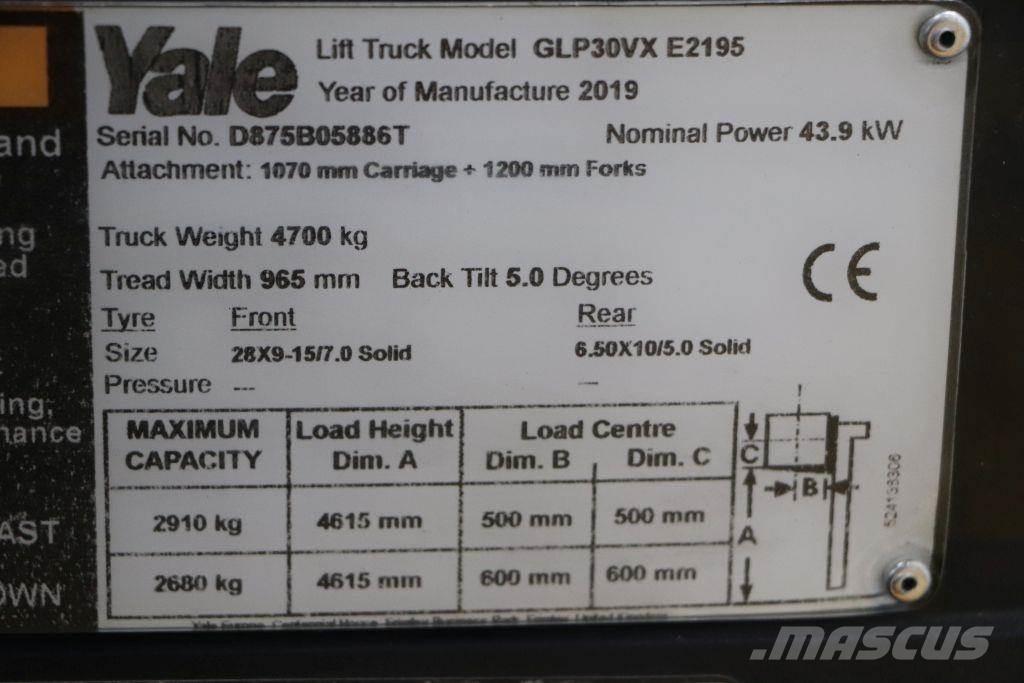 Yale
Lift Truck Model GLP30VX E2195
Year of Manufacture 2019
Serial No. D875B05886T Nominal Power 43.9 kW
Attachment: 1070 mm Carriage + 1200 mm Forks
Truck Weight 4700 kg
Tread Width 965 mm Back Tilt 5.0 Degrees
CE
Tyre Front Rear
Size 28X9-15/7.0 Solid 6.50X10/5.0 Solid
Pressure --- —
MAXIMUM CAPACITY Load Height Dim. A Load Centre Dim. B Dim. C
2910 kg 4615 mm 500 mm 500 mm
2680 kg 4615 mm 600 mm 600 mm
C
B
A
524136306
and
ng
ed
ing,
nance
AST
OWN
MASCUS